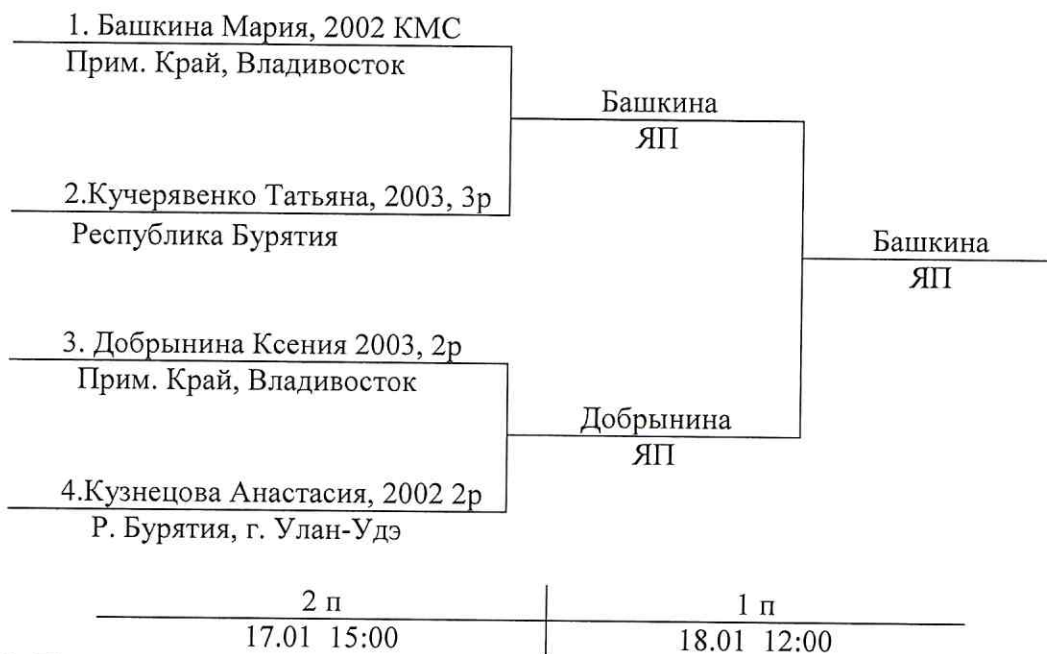 1. Башкина Мария, 2002 КМС
Прим. Край, Владивосток
Башкина
ЯП
2.Кучерявенко Татьяна, 2003, 3р
Республика Бурятия
Башкина
ЯП
3. Добрынина Ксения 2003, 2р
Прим. Край, Владивосток
Добрынина
ЯП
4.Кузнецова Анастасия, 2002 2р
Р. Бурятия, г. Улан-Удэ
2 п
1 п
17.01 15:00
18.01 12:00